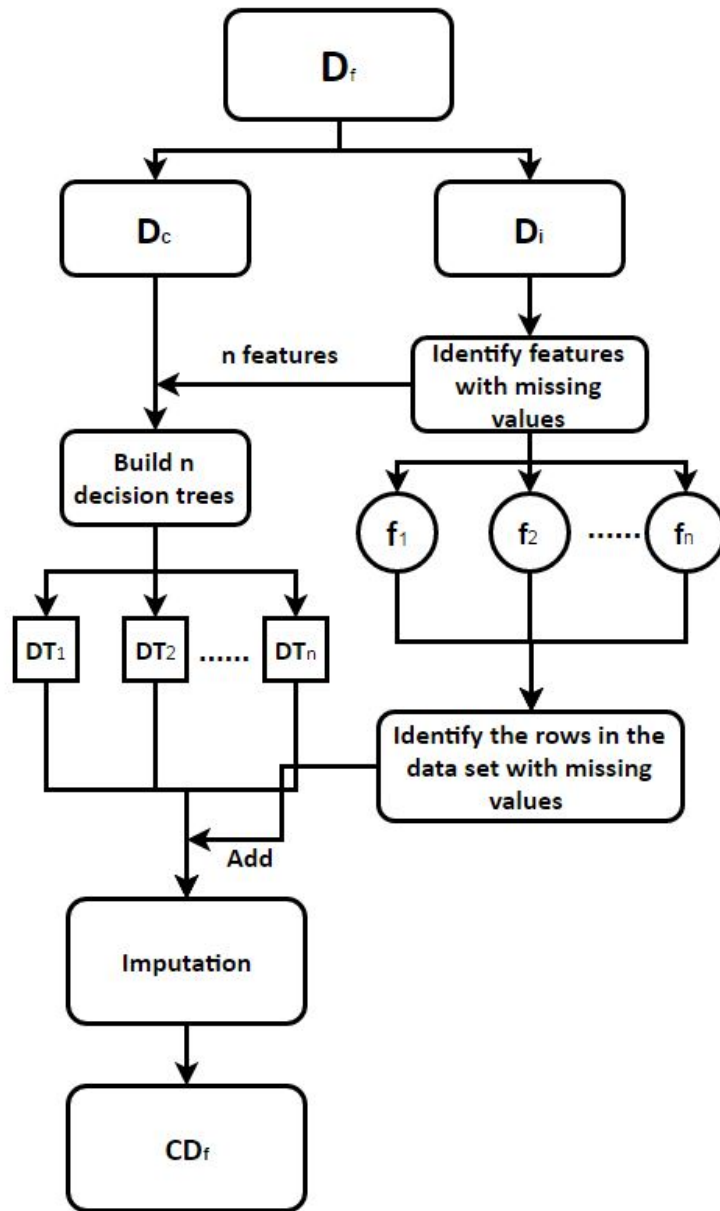 Df
Dc
Di
n features
Identify features
with missing
values
Build n
decision trees
f1
f2
......
fn
DT1
DT2
......
DTn
Identify the rows in the
data set with missing
values
Add
Imputation
CDf